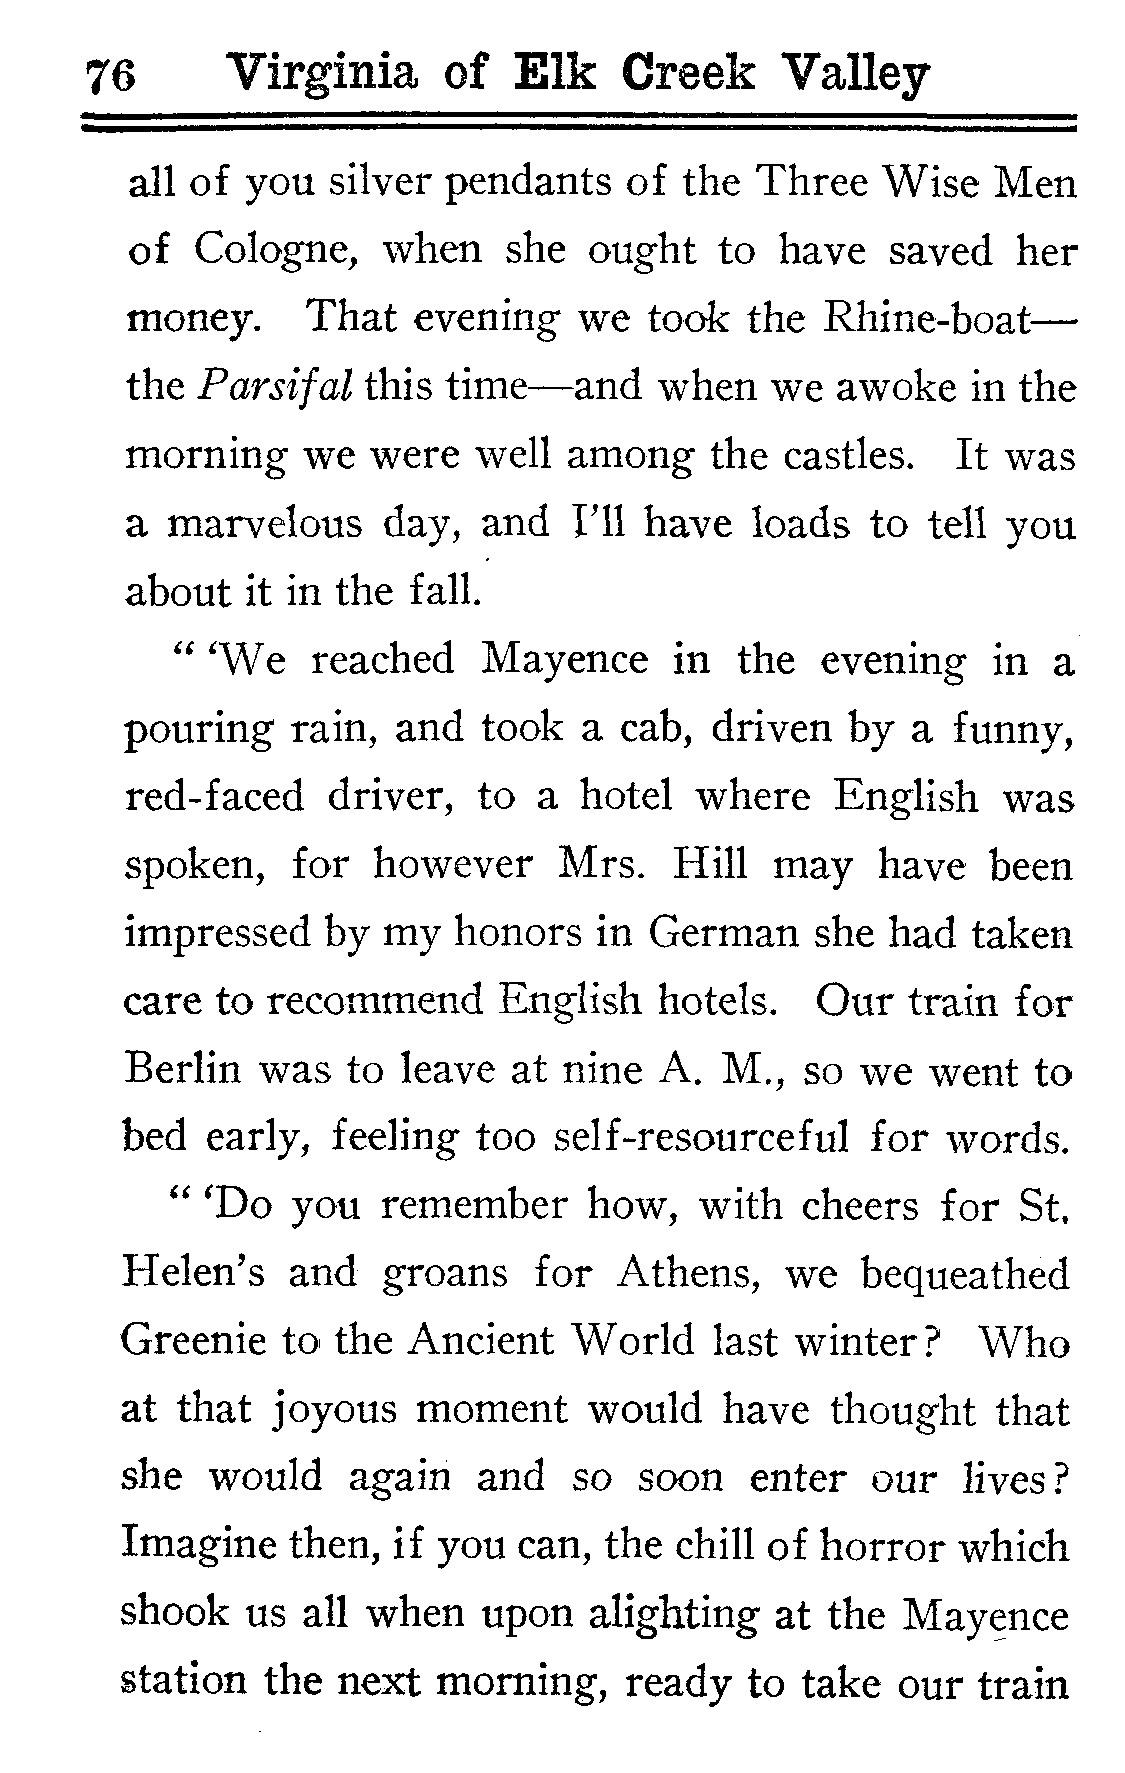 76 Virginia of Elk Creek Valley
all of you silver pendants of the Three Wise Men
of Cologne, when she ought to have saved her
money. That evening we took the Rhine-boat—
the Parsifal this time—and when we awoke in the
morning we were well among the castles. It was
a marvelous day, and I'll have loads to tell you
about it in the fall.
" 'We reached Mayence in the evening in a
pouring rain, and took a cab, driven by a funny,
red-faced driver, to a hotel where English was
spoken, for however Mrs. Hill may have been
impressed by my honors in German she had taken
care to recommend English hotels. Our train for
Berlin was to leave at nine A. M., so we went to
bed early, feeling too self-resourceful for words.
" 'Do you remember how, with cheers for St.
Helen's and groans for Athens, we bequeathed
Greenie to the Ancient World last winter? Who
at that joyous moment would have thought that
she would again and so soon enter our lives?
Imagine then, if you can, the chill of horror which
shook us all when upon alighting at the Mayence
station the next morning, ready to take our train